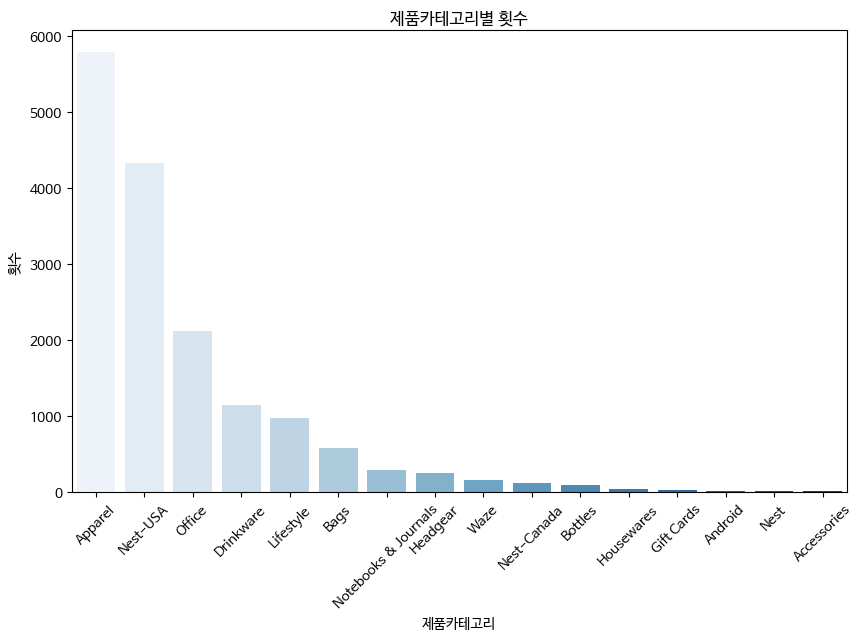 제품카테고리별 횟수
횟수
6000
5000
4000
3000
2000
1000
0
Apparel
Nest-USA
Office
Drinkware
Lifestyle
Bags
Notebooks & Journals
Headgear
Waze
Nest-Canada
Bottles
Housewares
Gift Cards
Android
Nest
Accessories
제품카테고리